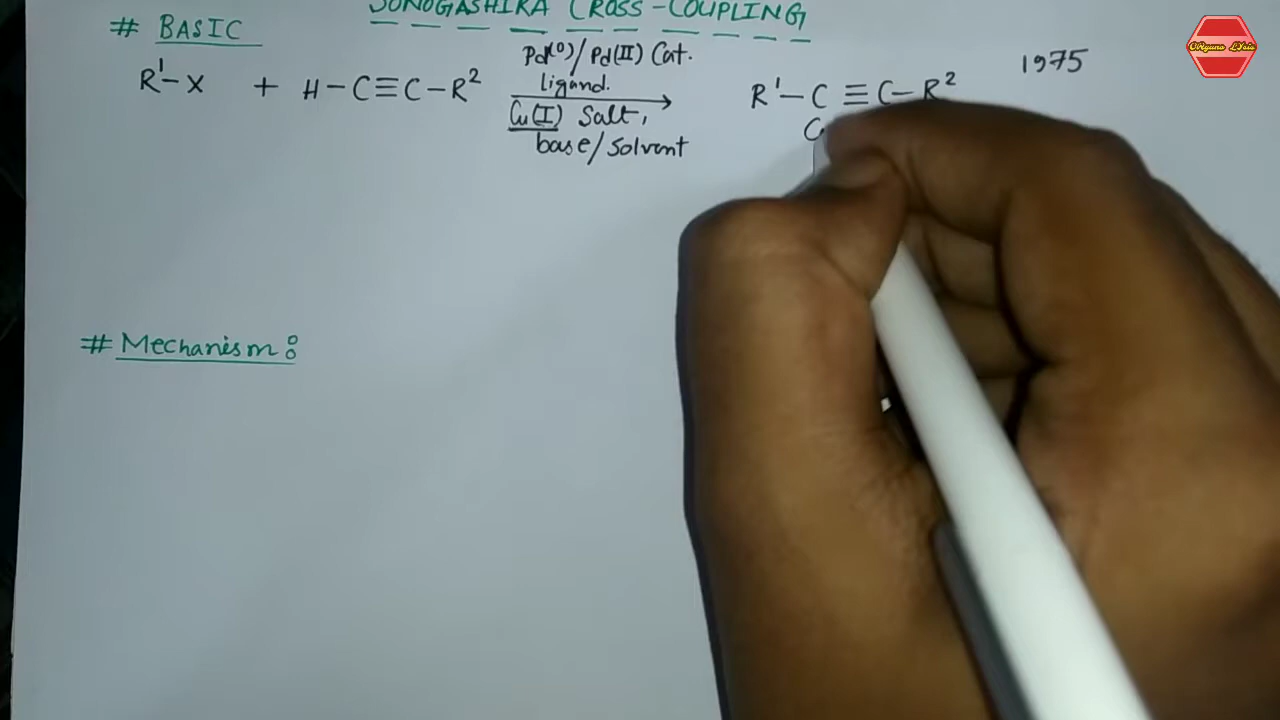 SONOGASHIRA CROSS-COUPLING
# BASIC
R¹-X + H-C≡C-R²
Pd(0)/Pd(II) Cat.
ligand.
Cu(I) Salt,
base/Solvent
R¹-C≡C-R²
1975
C
# Mechanism: